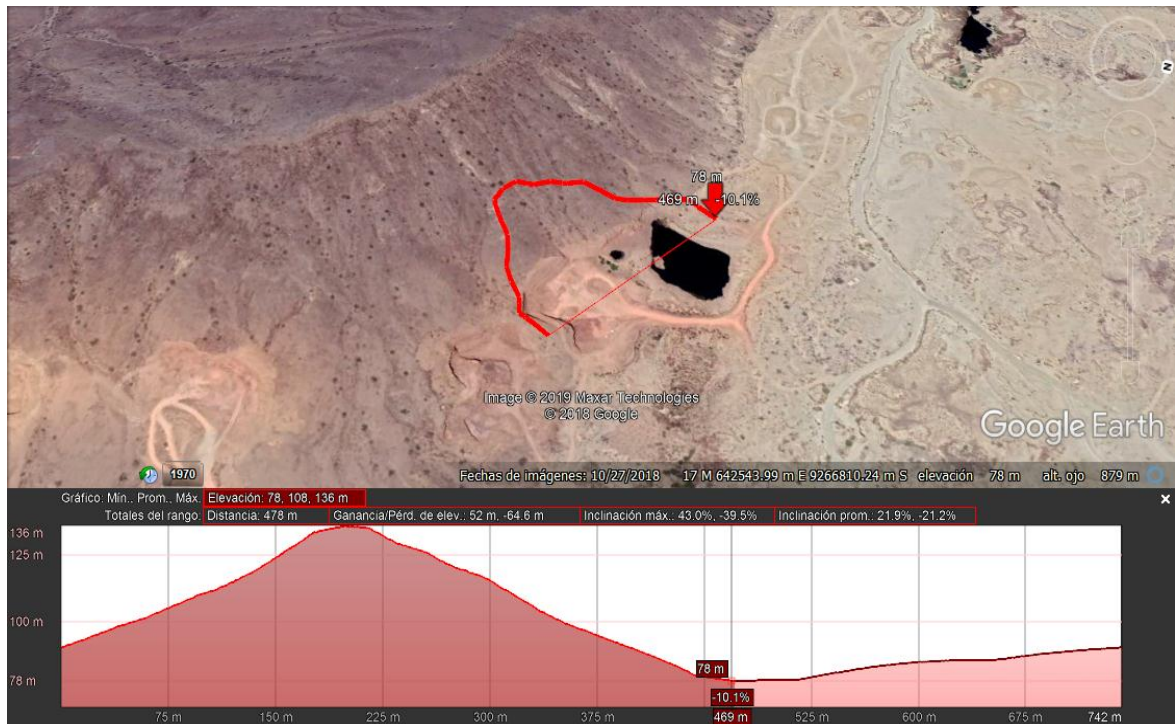 78 m
469 m -10.1%
N
Image © 2019 Maxar Technologies
© 2018 Google
Google Earth
1970
Fechas de imágenes: 10/27/2018 17 M 642543.99 m E 9266810.24 m S elevación 78 m alt. ojo 879 m
Gráfico: Mín., Prom., Máx. Elevación: 78, 108, 136 m
Totales del rango: Distancia: 478 m Ganancia/Pérd. de elev.: 52 m, -64.6 m Inclinación máx.: 43.0%, -39.5% Inclinación prom.: 21.9%, -21.2%
136 m
125 m
100 m
78 m
78 m
-10.1%
75 m 150 m 225 m 300 m 375 m 469 m 525 m 600 m 675 m 742 m